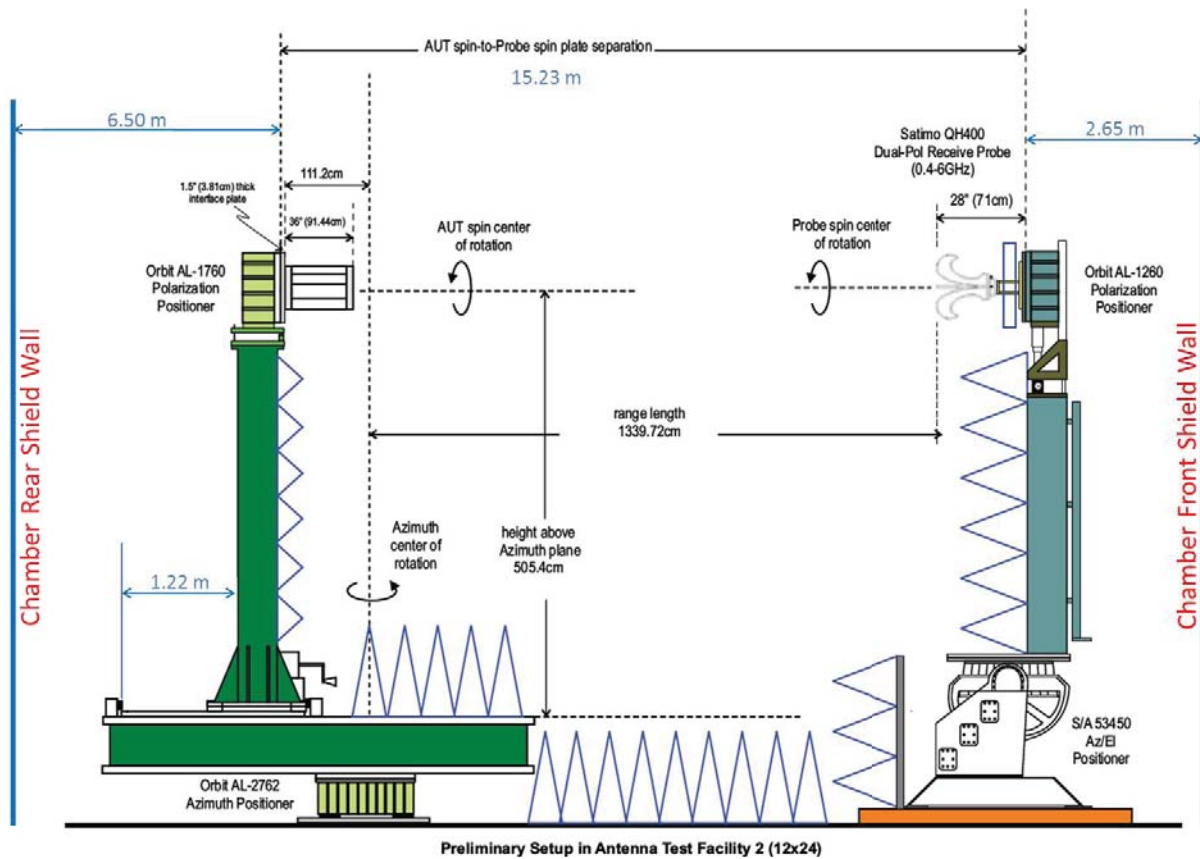 AUT spin-to-Probe spin plate separation
15.23 m
6.50 m
2.65 m
Satimo QH400
Dual-Pol Receive Probe
(0.4-6GHz)
111.2cm
1.5" (3.81cm) thick
interface plate
36" (91.44cm)
28" (71cm)
AUT spin center
of rotation
Probe spin center
of rotation
Orbit AL-1760
Polarization
Positioner
Orbit AL-1260
Polarization
Positioner
Chamber Rear Shield Wall
Chamber Front Shield Wall
range length
1339.72cm
Azimuth
center of
rotation
height above
Azimuth plane
505.4cm
1.22 m
S/A 53450
Az/El
Positioner
Orbit AL-2762
Azimuth Positioner
Preliminary Setup in Antenna Test Facility 2 (12x24)